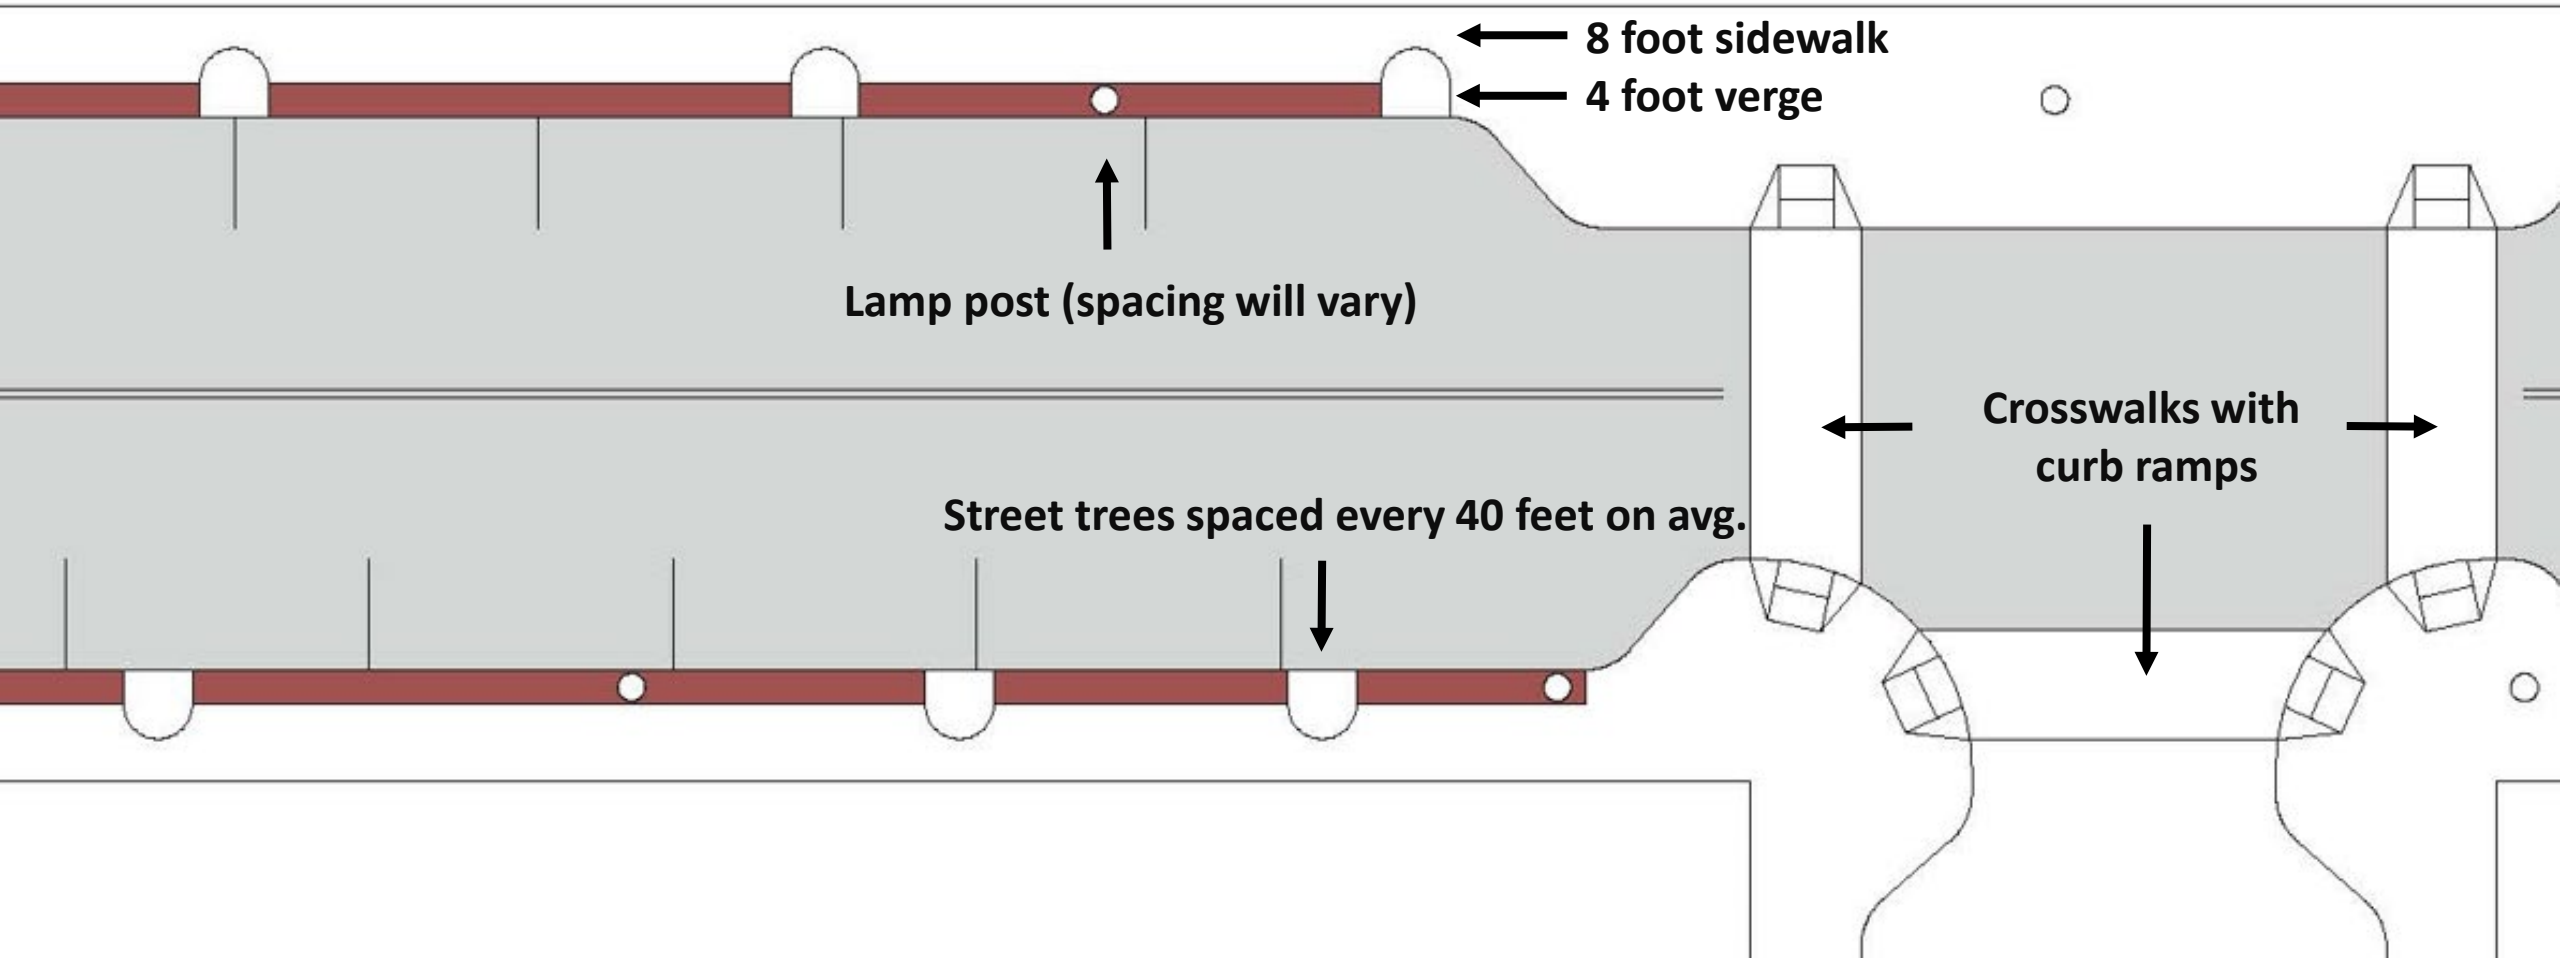 8 foot sidewalk
4 foot verge
Lamp post (spacing will vary)
Crosswalks with
curb ramps
Street trees spaced every 40 feet on avg.